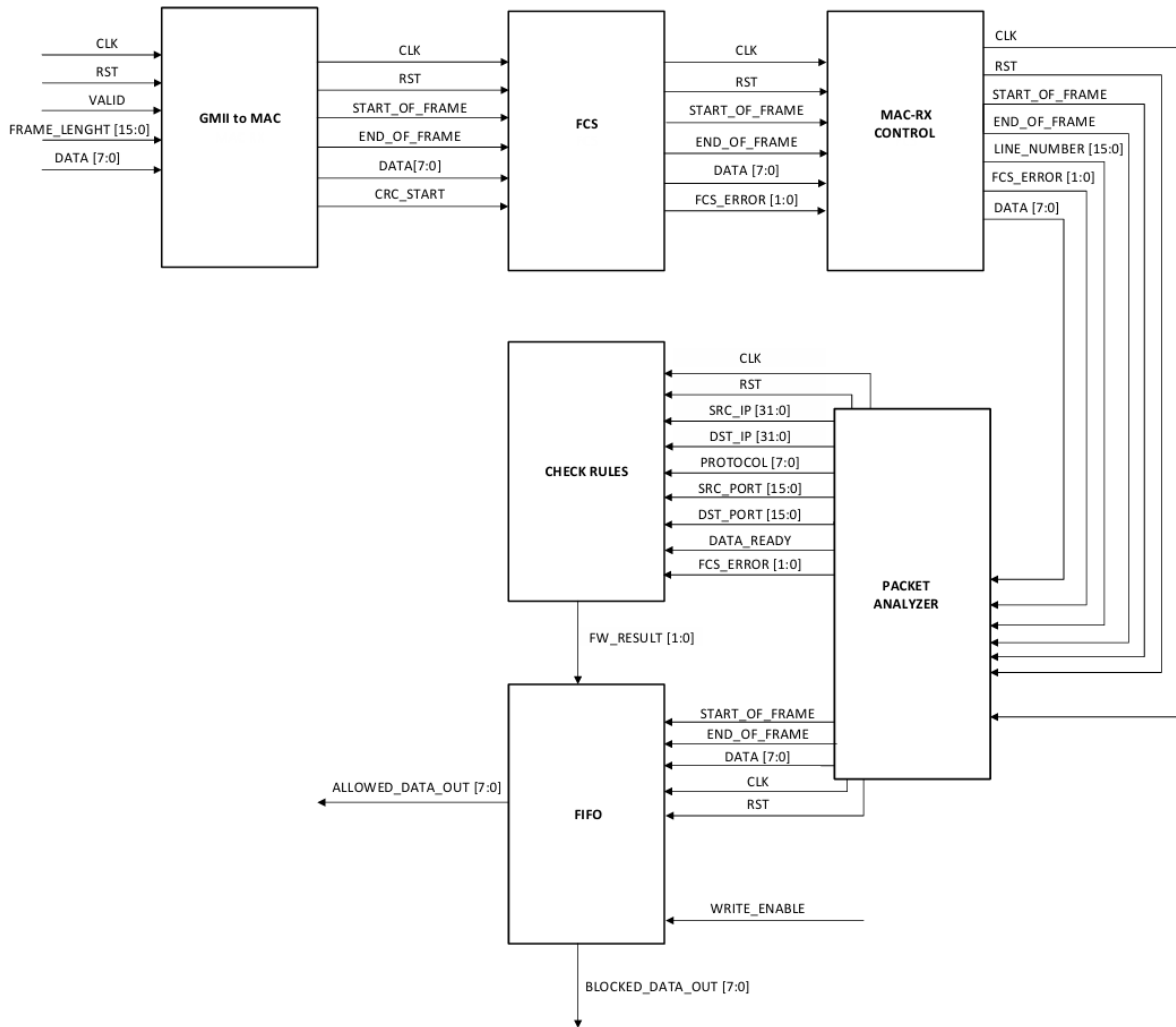 CLK
RST
VALID
FRAME_LENGHT [15:0]
DATA [7:0]
GMII to MAC
CLK
RST
START_OF_FRAME
END_OF_FRAME
DATA[7:0]
CRC_START
FCS
CLK
RST
START_OF_FRAME
END_OF_FRAME
DATA [7:0]
FCS_ERROR [1:0]
MAC-RX
CONTROL
CLK
RST
START_OF_FRAME
END_OF_FRAME
LINE_NUMBER [15:0]
FCS_ERROR [1:0]
DATA [7:0]
CHECK RULES
CLK
RST
SRC_IP [31:0]
DST_IP [31:0]
PROTOCOL [7:0]
SRC_PORT [15:0]
DST_PORT [15:0]
DATA_READY
FCS_ERROR [1:0]
PACKET
ANALYZER
FW_RESULT [1:0]
START_OF_FRAME
END_OF_FRAME
DATA [7:0]
CLK
RST
ALLOWED_DATA_OUT [7:0]
FIFO
WRITE_ENABLE
BLOCKED_DATA_OUT [7:0]